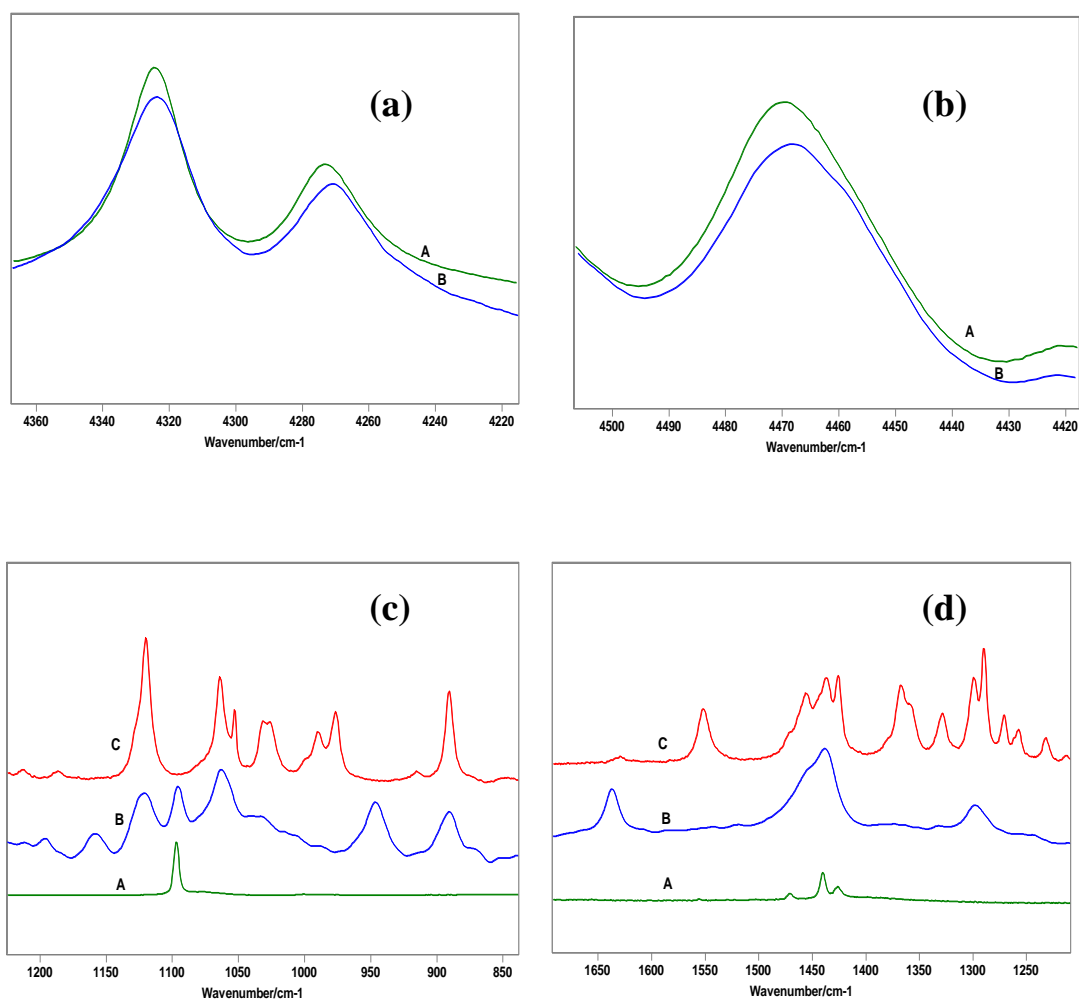 (a)
A
B
4360 4340 4320 4300 4280 4260 4240 4220
Wavenumber/cm-1
(b)
A
B
4500 4490 4480 4470 4460 4450 4440 4430 4420
Wavenumber/cm-1
(c)
C
B
A
1200 1150 1100 1050 1000 950 900 850
Wavenumber/cm-1
(d)
C
B
A
1650 1600 1550 1500 1450 1400 1350 1300 1250
Wavenumber/cm-1